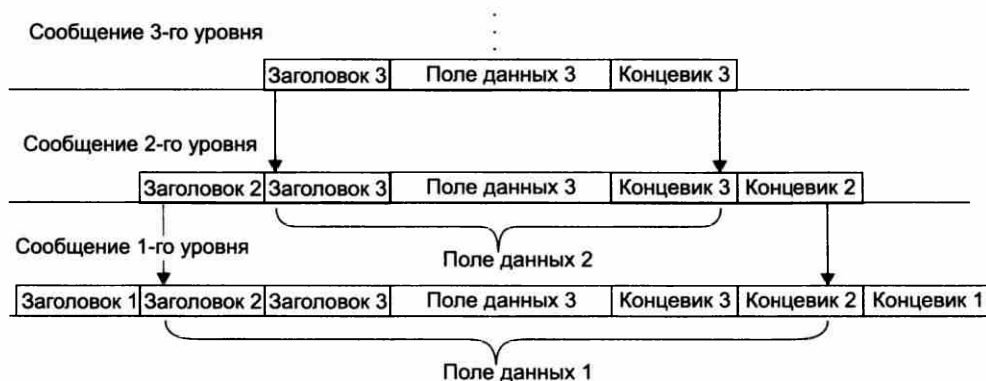 Сообщение 3-го уровня
Заголовок 3 Поле данных 3 Концевик 3
Сообщение 2-го уровня
Заголовок 2 Заголовок 3 Поле данных 3 Концевик 3 Концевик 2
Сообщение 1-го уровня
Поле данных 2
Заголовок 1 Заголовок 2 Заголовок 3 Поле данных 3 Концевик 3 Концевик 2 Концевик 1
Поле данных 1